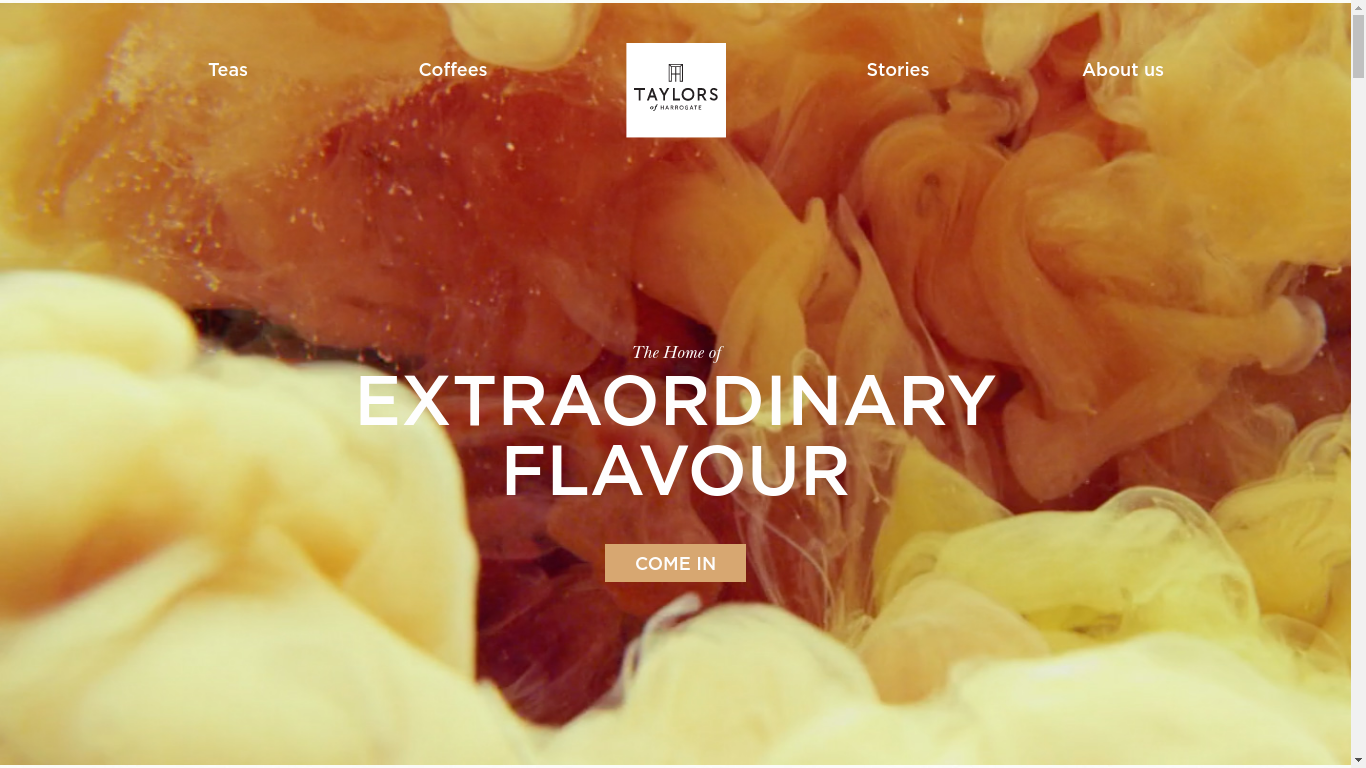 Teas
Coffees
TAYLORS
of HARROGATE
Stories
About us
The Home of
EXTRAORDINARY
FLAVOUR
COME IN